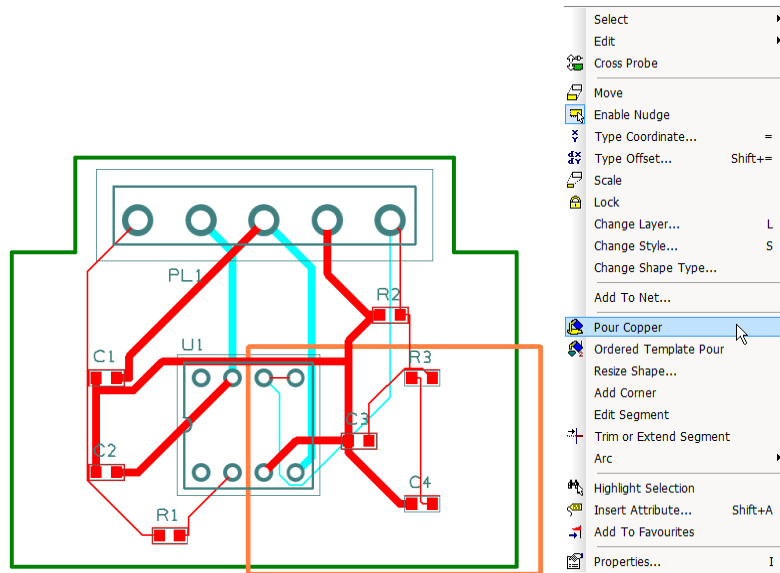 PL1
R2
U1
C1
R3
C3
C2
C4
R1
Select
Edit
Cross Probe
Move
Enable Nudge
Type Coordinate... =
Type Offset... Shift+=
Scale
Lock
Change Layer... L
Change Style... S
Change Shape Type...
Add To Net...
Pour Copper
Ordered Template Pour
Resize Shape...
Add Corner
Edit Segment
Trim or Extend Segment
Arc
Highlight Selection
Insert Attribute... Shift+A
Add To Favourites
Properties... I